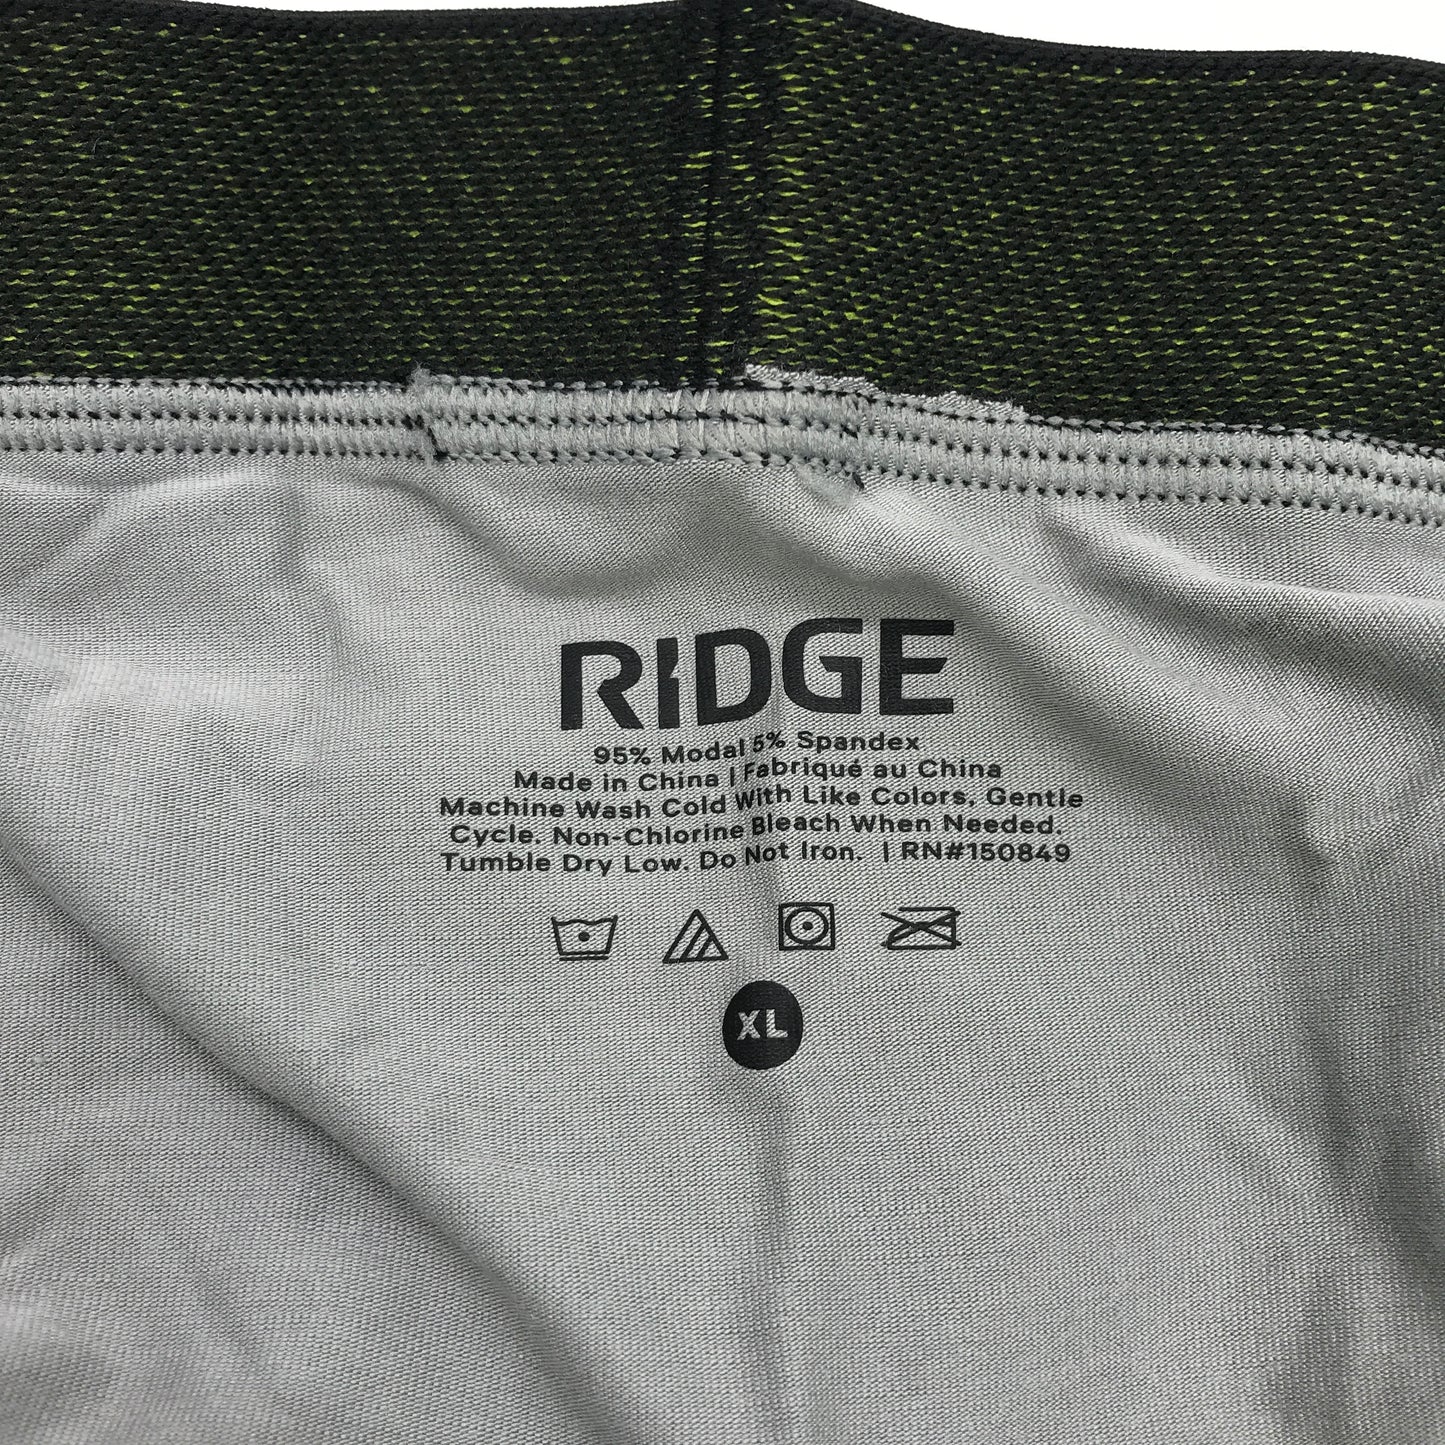 RIDGE
95% Modal 5% Spandex
Made in China | Fabriqué au China
Machine Wash Cold With Like Colors. Gentle
Cycle. Non-Chlorine Bleach When Needed.
Tumble Dry Low. Do Not Iron. | RN#150849
XL